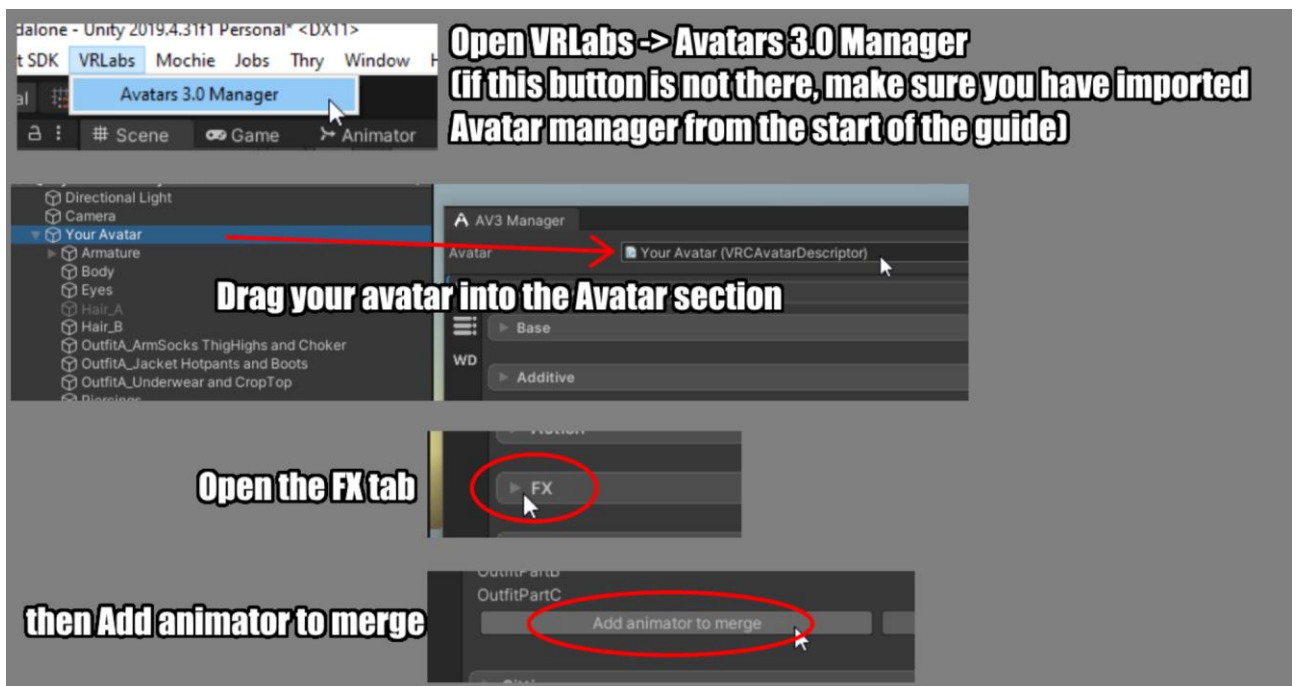 dalone - Unity 2019.4.31f1 Personal* <DX11>
t SDK VRLabs Mochie Jobs Thry Window H
Avatars 3.0 Manager
# Scene Game Animator
Open VRLabs -> Avatars 3.0 Manager
(if this button is not there, make sure you have imported
Avatar manager from the start of the guide)
Directional Light
Camera
Your Avatar
Armature
Body
Eyes
Hair_A
Hair_B
OutfitA_ArmSocks ThigHighs and Choker
OutfitA_Jacket Hotpants and Boots
OutfitA_Underwear and CropTop
Piercings
AV3 Manager
Avatar Your Avatar (VRCAvatarDescriptor)
Drag your avatar into the Avatar section
Base
WD
Additive
Open the FX tab
Action
FX
then Add animator to merge
OutfitPartB
OutfitPartC
Add animator to merge